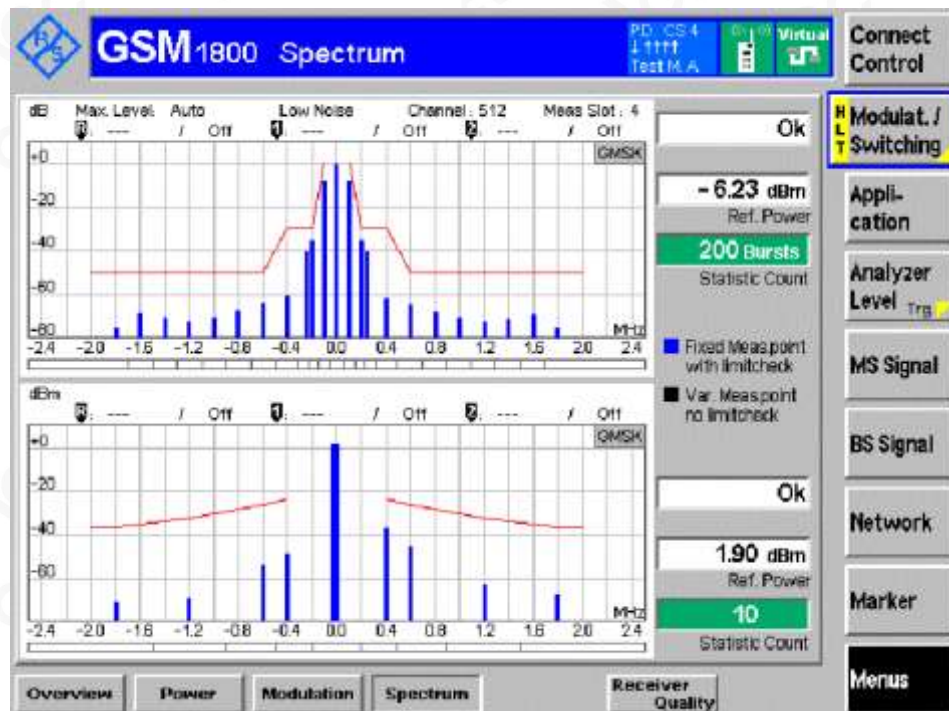 GSM 1800 Spectrum
PD: CS4
Test M.A.
Virtual
Connect
Control
dB Max. Level: Auto Low Noise Channel: 512 Meas Slot: 4
R: --- / Off 1: --- / Off 2: --- / Off
GMSK
+0
-20
-40
-60
-80
MHz
-2.4 -2.0 -1.6 -1.2 -0.8 -0.4 0.0 0.4 0.8 1.2 1.6 2.0 2.4
Ok
- 6.23 dBm
Ref. Power
200 Bursts
Statistic Count
Fixed Meas.point
with limitcheck
Var. Meas.point
no limitcheck
dBm
R: --- / Off 1: --- / Off 2: --- / Off
GMSK
+0
-20
-40
-60
MHz
-2.4 -2.0 -1.6 -1.2 -0.8 -0.4 0.0 0.4 0.8 1.2 1.6 2.0 2.4
Ok
1.90 dBm
Ref. Power
10
Statistic Count
HLT
Modulat. /
Switching
Appli-
cation
Analyzer
Level Trg
MS Signal
BS Signal
Network
Marker
Menus
Overview Power Modulation Spectrum Receiver
Quality